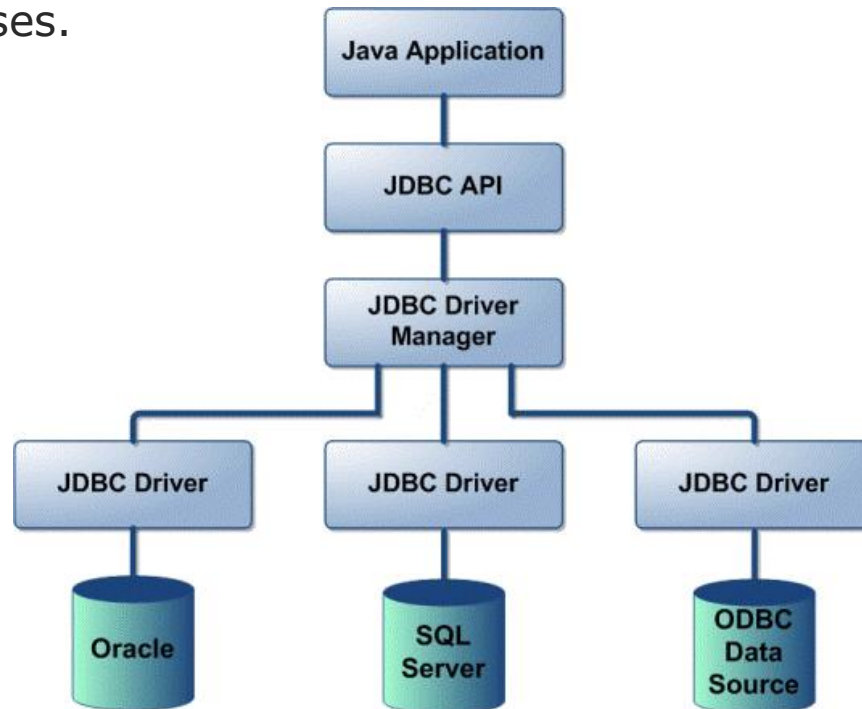 ses.
Java Application
JDBC API
JDBC Driver
Manager
JDBC Driver
JDBC Driver
JDBC Driver
Oracle
SQL
Server
ODBC
Data
Source